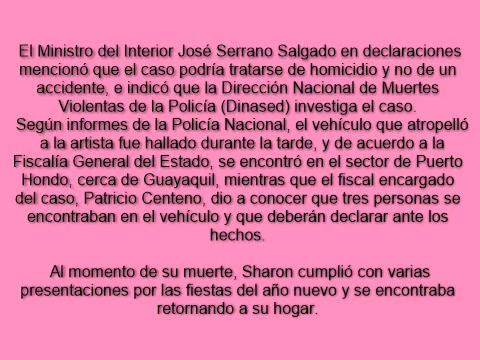 El Ministro del Interior José Serrano Salgado en declaraciones
mencionó que el caso podría tratarse de homicidio y no de un
accidente, e indicó que la Dirección Nacional de Muertes
Violentas de la Policía (Dinased) investiga el caso.
Según informes de la Policía Nacional, el vehículo que atropelló
a la artista fue hallado durante la tarde, y de acuerdo a la
Fiscalía General del Estado, se encontró en el sector de Puerto
Hondo, cerca de Guayaquil, mientras que el fiscal encargado
del caso, Patricio Centeno, dio a conocer que tres personas se
encontraban en el vehículo y que deberán declarar ante los
hechos.
Al momento de su muerte, Sharon cumplió con varias
presentaciones por las fiestas del año nuevo y se encontraba
retornando a su hogar.